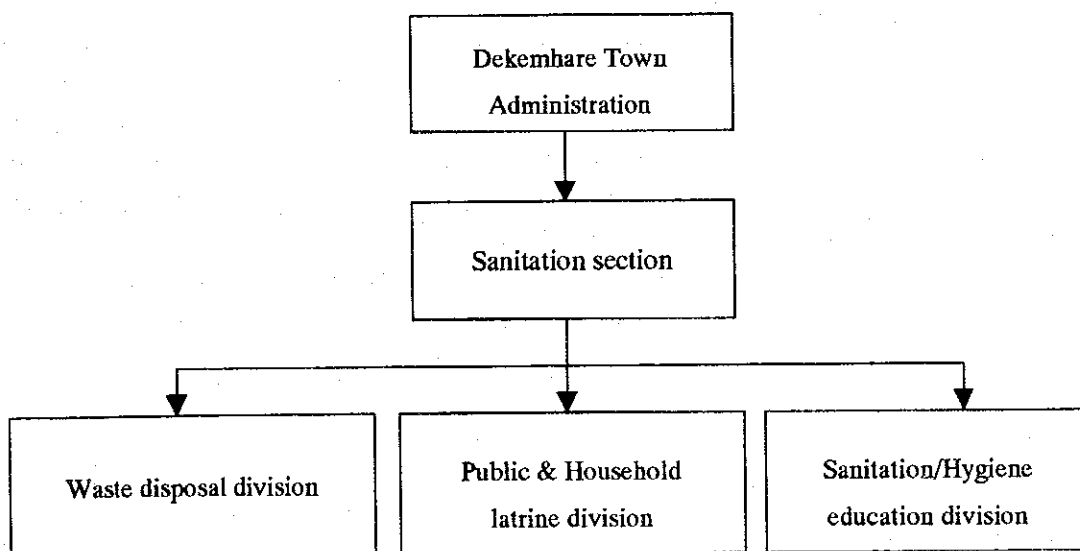 Dekemhare Town
Administration
Sanitation section
Waste disposal division
Public & Household
latrine division
Sanitation/Hygiene
education division